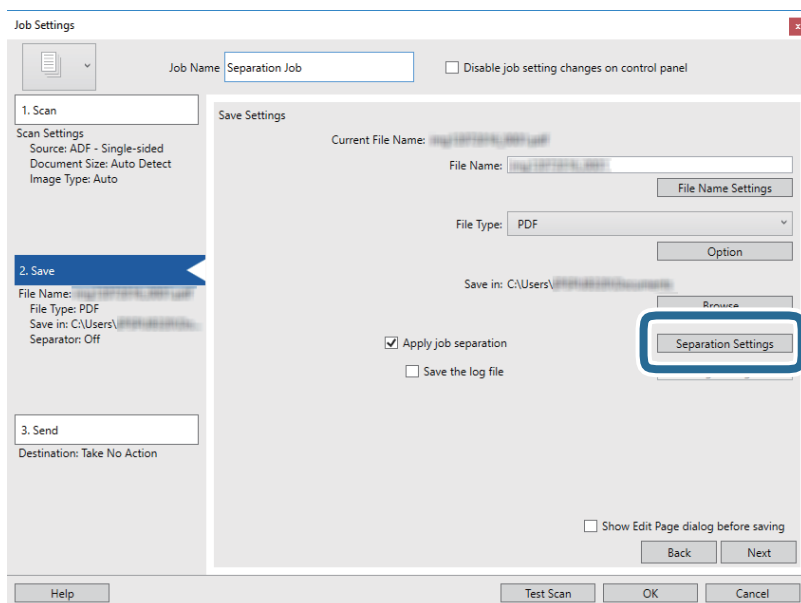 Job Settings
x
Job Name Separation Job
Disable job setting changes on control panel
1. Scan
Scan Settings
Source: ADF - Single-sided
Document Size: Auto Detect
Image Type: Auto
2. Save
File Name:
File Type: PDF
Save in: C:\Users\
Separator: Off
3. Send
Destination: Take No Action
Save Settings
Current File Name:
File Name:
File Name Settings
File Type: PDF
Option
Save in: C:\Users\
Browse
Apply job separation
Separation Settings
Save the log file
Show Edit Page dialog before saving
Back Next
Help Test Scan OK Cancel